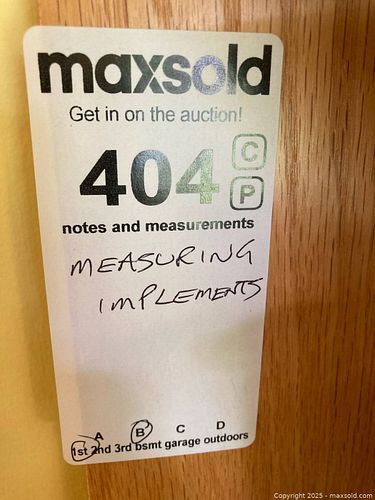 maxsold
Get in on the auction!
404 C
P
notes and measurements
MEASURING
IMPLEMENTS
A B C D
1st 2nd 3rd bsmt garage outdoors
Copyright 2025 - maxsold.com